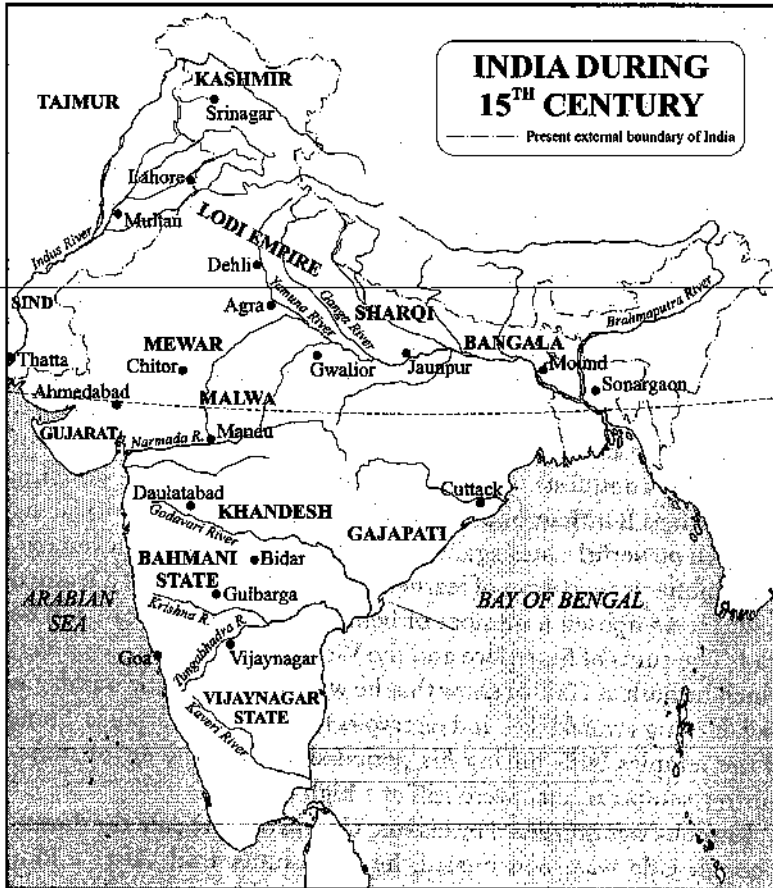 INDIA DURING
15TH CENTURY
Present external boundary of India
KASHMIR
TAIMUR
Srinagar
Lahore
Multan
Indus River
LODI EMPIRE
Dehli
SIND
Agra
Yamuna River
Ganga River
SHARQI
Brahmaputra River
MEWAR
BANGALA
Thatta
Chitor
Gwalior
Jaunpur
Sonargaon
Ahmedabad
MALWA
GUJARAT
Narmada R.
Mandu
Daulatabad
Cuttack
KHANDESH
Godavari River
GAJAPATI
BAHMANI
STATE
Bidar
Gulbarga
ARABIAN
SEA
BAY OF BENGAL
Krishna R.
Tungabhadra R.
Goa
Vijaynagar
VIJAYNAGAR
STATE
Kaveri River